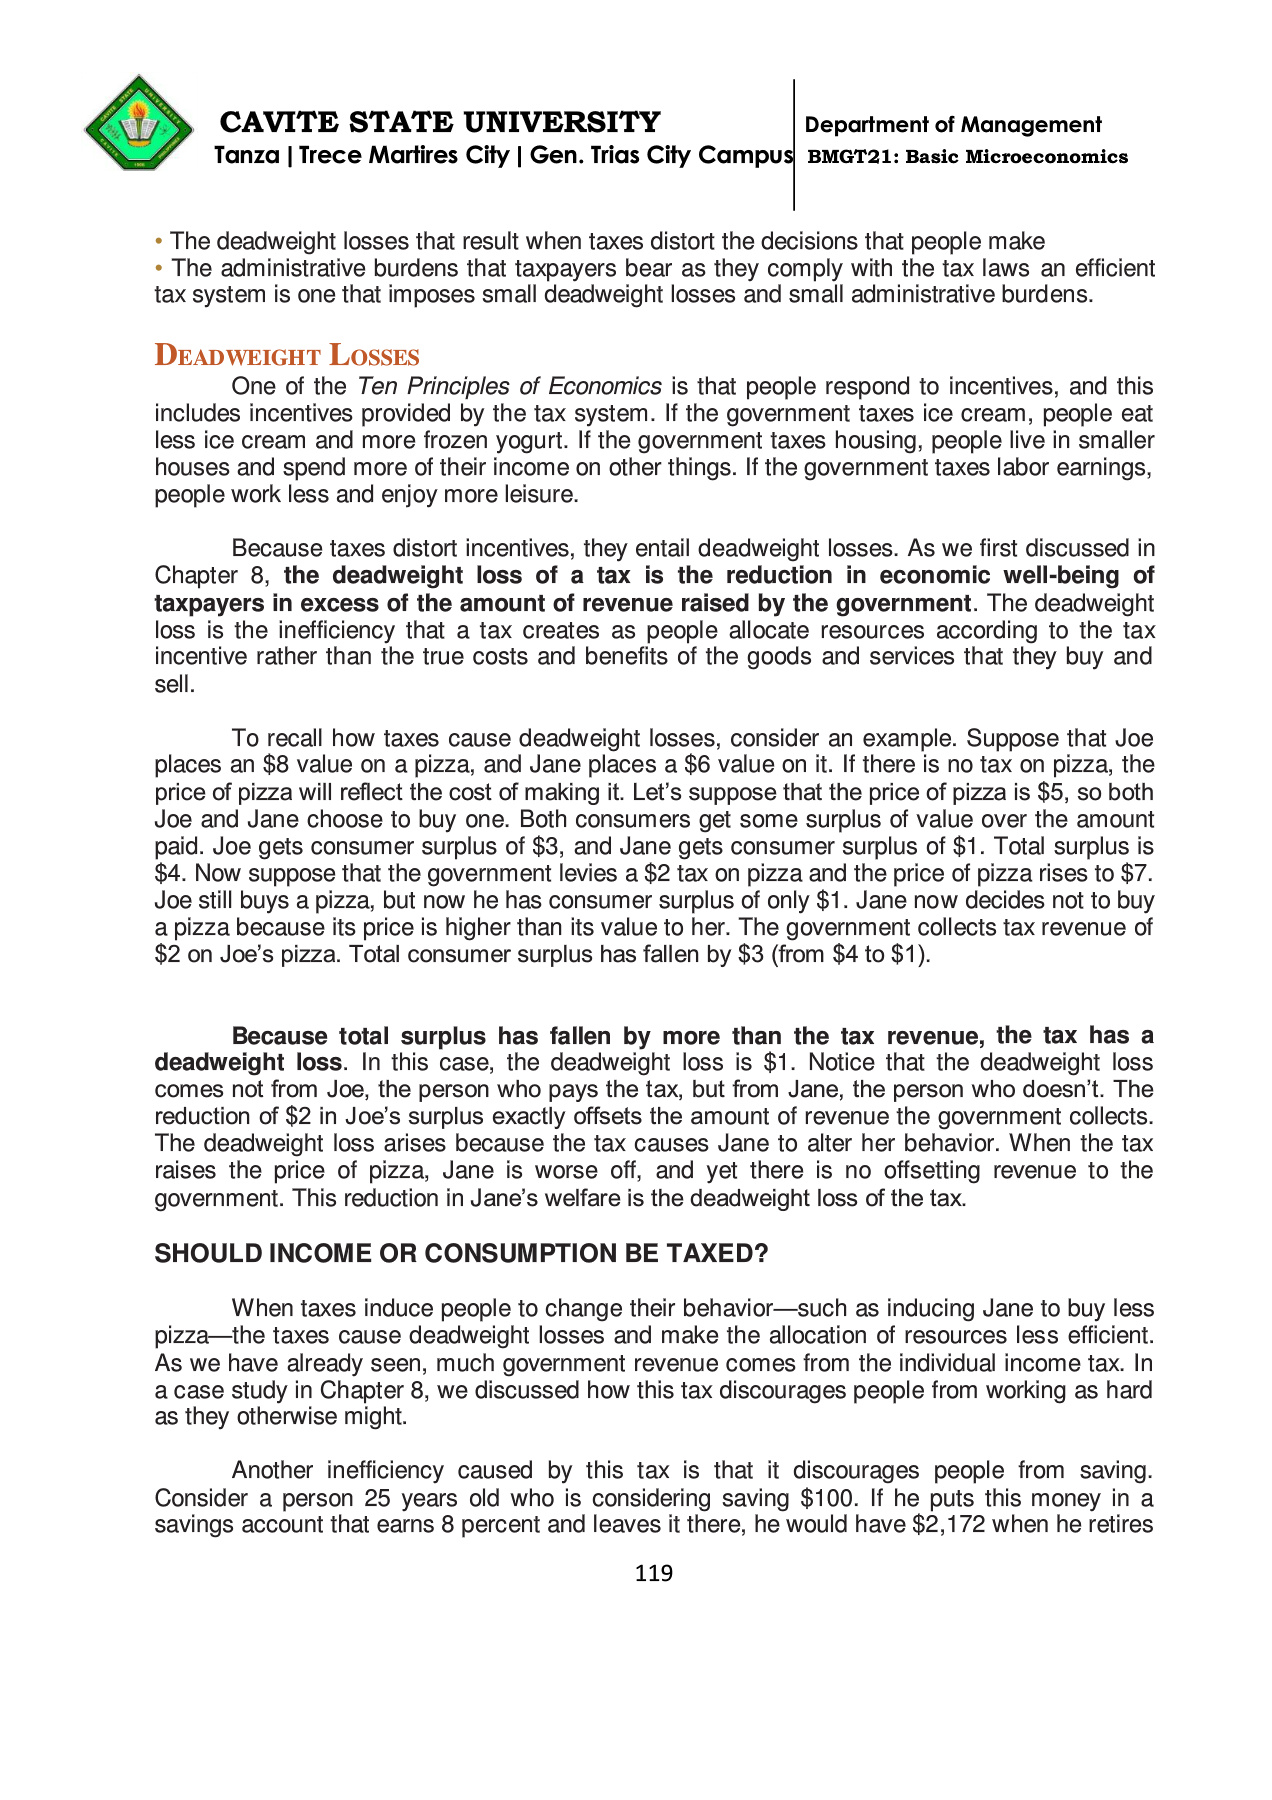 CAVITE STATE UNIVERSITY
Tanza | Trece Martires City | Gen. Trias City Campus
Department of Management
BMGT21: Basic Microeconomics
• The deadweight losses that result when taxes distort the decisions that people make
• The administrative burdens that taxpayers bear as they comply with the tax laws an efficient
tax system is one that imposes small deadweight losses and small administrative burdens.
DEADWEIGHT LOSSES
One of the Ten Principles of Economics is that people respond to incentives, and this
includes incentives provided by the tax system. If the government taxes ice cream, people eat
less ice cream and more frozen yogurt. If the government taxes housing, people live in smaller
houses and spend more of their income on other things. If the government taxes labor earnings,
people work less and enjoy more leisure.
Because taxes distort incentives, they entail deadweight losses. As we first discussed in
Chapter 8, the deadweight loss of a tax is the reduction in economic well-being of
taxpayers in excess of the amount of revenue raised by the government. The deadweight
loss is the inefficiency that a tax creates as people allocate resources according to the tax
incentive rather than the true costs and benefits of the goods and services that they buy and
sell.
To recall how taxes cause deadweight losses, consider an example. Suppose that Joe
places an $8 value on a pizza, and Jane places a $6 value on it. If there is no tax on pizza, the
price of pizza will reflect the cost of making it. Let’s suppose that the price of pizza is $5, so both
Joe and Jane choose to buy one. Both consumers get some surplus of value over the amount
paid. Joe gets consumer surplus of $3, and Jane gets consumer surplus of $1. Total surplus is
$4. Now suppose that the government levies a $2 tax on pizza and the price of pizza rises to $7.
Joe still buys a pizza, but now he has consumer surplus of only $1. Jane now decides not to buy
a pizza because its price is higher than its value to her. The government collects tax revenue of
$2 on Joe’s pizza. Total consumer surplus has fallen by $3 (from $4 to $1).
Because total surplus has fallen by more than the tax revenue, the tax has a
deadweight loss. In this case, the deadweight loss is $1. Notice that the deadweight loss
comes not from Joe, the person who pays the tax, but from Jane, the person who doesn’t. The
reduction of $2 in Joe’s surplus exactly offsets the amount of revenue the government collects.
The deadweight loss arises because the tax causes Jane to alter her behavior. When the tax
raises the price of pizza, Jane is worse off, and yet there is no offsetting revenue to the
government. This reduction in Jane’s welfare is the deadweight loss of the tax.
SHOULD INCOME OR CONSUMPTION BE TAXED?
When taxes induce people to change their behavior—such as inducing Jane to buy less
pizza—the taxes cause deadweight losses and make the allocation of resources less efficient.
As we have already seen, much government revenue comes from the individual income tax. In
a case study in Chapter 8, we discussed how this tax discourages people from working as hard
as they otherwise might.
Another inefficiency caused by this tax is that it discourages people from saving.
Consider a person 25 years old who is considering saving $100. If he puts this money in a
savings account that earns 8 percent and leaves it there, he would have $2,172 when he retires
119